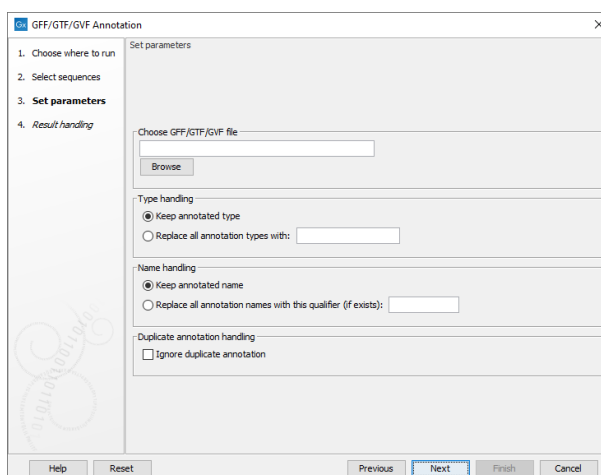 Gx GFF/GTF/GVF Annotation
1. Choose where to run
2. Select sequences
3. Set parameters
4. Result handling
Set parameters
Choose GFF/GTF/GVF file
Browse
Type handling
Keep annotated type
Replace all annotation types with:
Name handling
Keep annotated name
Replace all annotation names with this qualifier (if exists):
Duplicate annotation handling
Ignore duplicate annotation
Help Reset Previous Next Finish Cancel